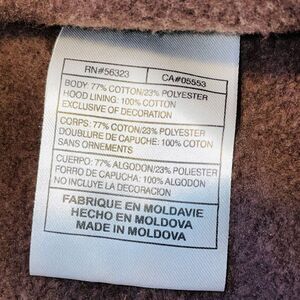 RN#56323 CA#05553
BODY: 77% COTTON/23% POLYESTER
HOOD LINING: 100% COTTON
EXCLUSIVE OF DECORATION
CORPS: 77% COTON/23% POLYESTER
DOUBLURE DE CAPUCHE: 100% COTON
SANS ORNEMENTS
CUERPO: 77% ALGODON/23% POLIESTER
FORRO DE CAPUCHA: 100% ALGODON
NO INCLUYE LA DECORACION
FABRIQUE EN MOLDAVIE
HECHO EN MOLDOVA
MADE IN MOLDOVA